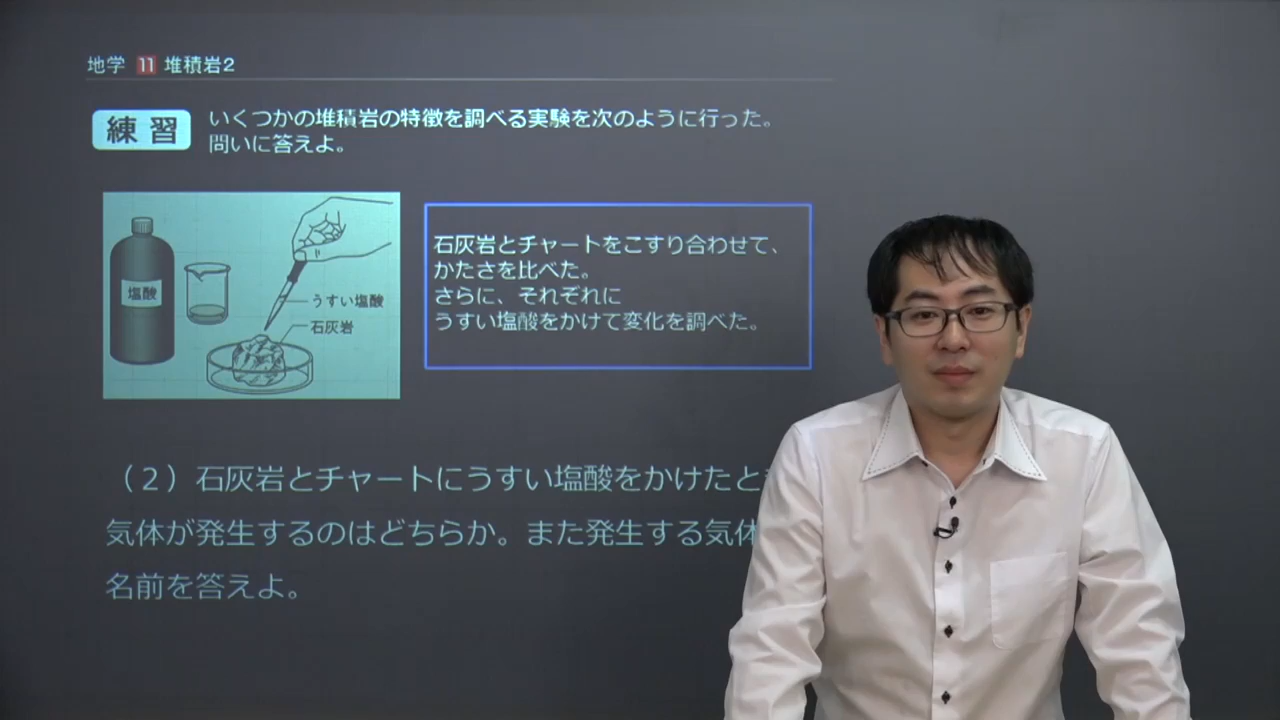 地学 11 堆積岩2
練習
いくつかの堆積岩の特徴を調べる実験を次のように行った。
問いに答えよ。
塩酸
うすい塩酸
石灰岩
石灰岩とチャートをこすり合わせて、
かたさを比べた。
さらに、それぞれに
うすい塩酸をかけて変化を調べた。
（２）石灰岩とチャートにうすい塩酸をかけたと
気体が発生するのはどちらか。また発生する気体
名前を答えよ。